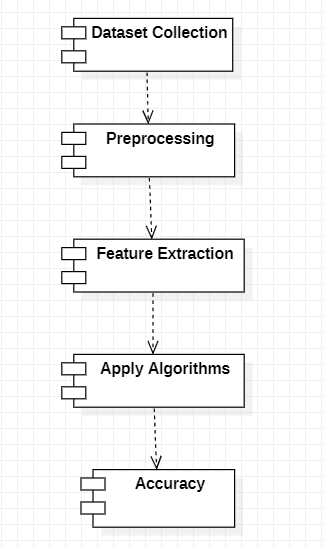 Dataset Collection
Preprocessing
Feature Extraction
Apply Algorithms
Accuracy